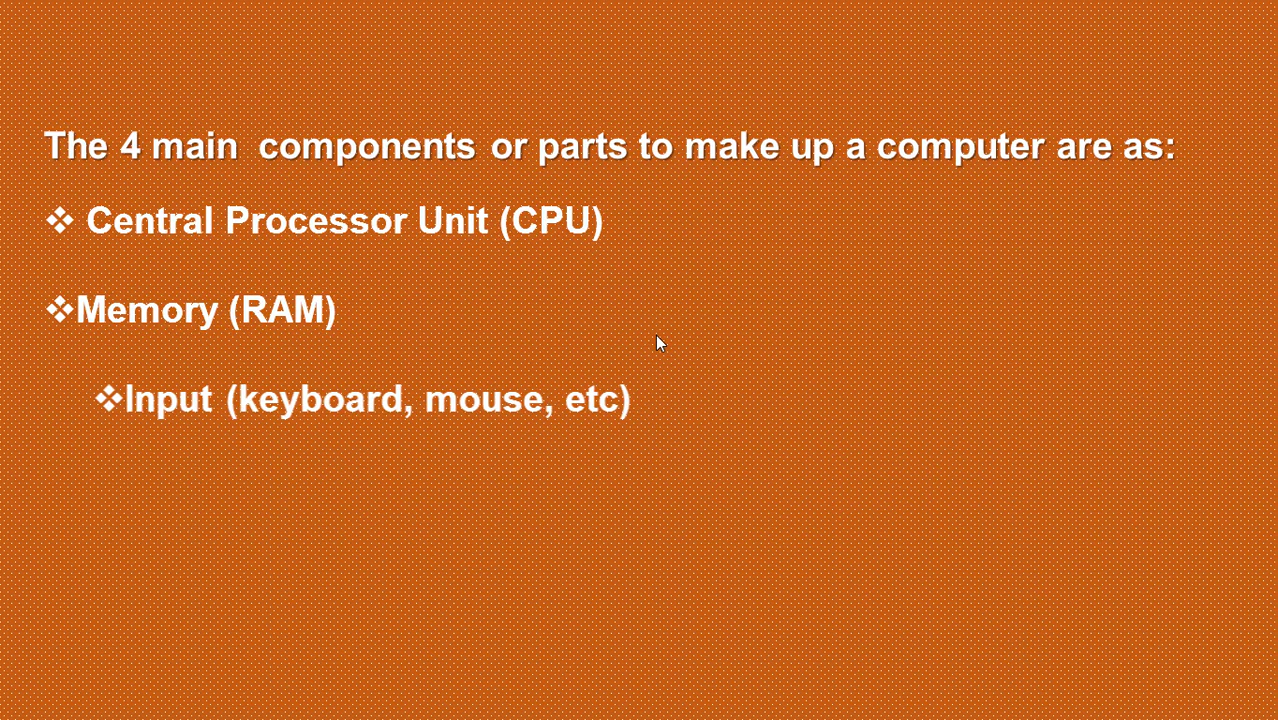 The 4 main components or parts to make up a computer are as:
❖ Central Processor Unit (CPU)
❖Memory (RAM)
❖Input (keyboard, mouse, etc)